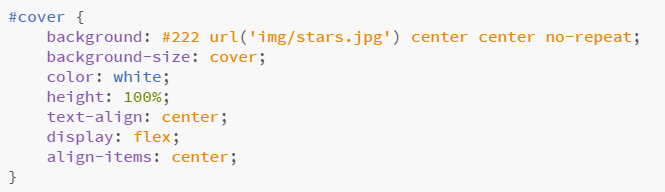 #cover {
    background: #222 url('img/stars.jpg') center center no-repeat;
    background-size: cover;
    color: white;
    height: 100%;
    text-align: center;
    display: flex;
    align-items: center;
}